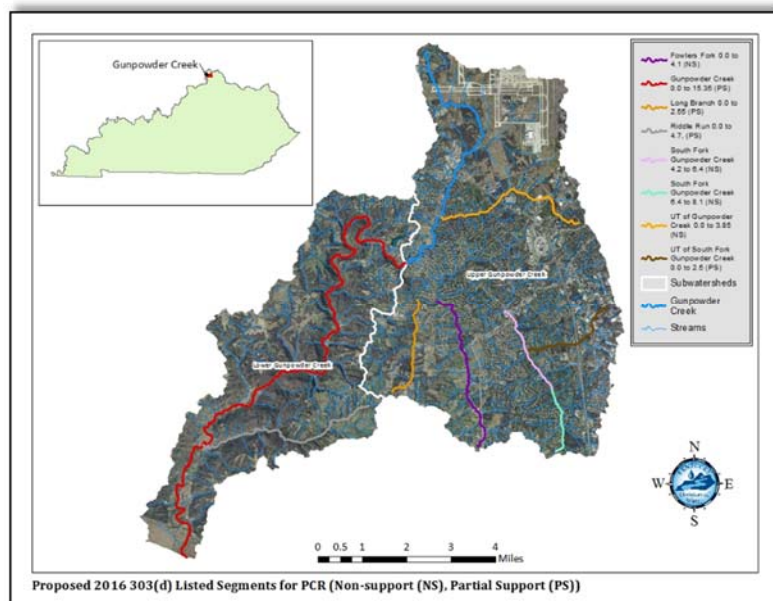 Gunpowder Creek
Fowlers Fork 0.0 to
4.1 (NS)
Gunpowder Creek
0.0 to 15.35 (PS)
Long Branch 0.0 to
2.55 (PS)
Riddle Run 0.0 to
4.7, (PS)
South Fork
Gunpowder Creek
4.2 to 6.4 (NS)
South Fork
Gunpowder Creek
6.4 to 8.1 (NS)
UT of Gunpowder
Creek 0.0 to 3.85
(NS)
UT of South Fork
Gunpowder Creek
0.0 to 2.5 (PS)
Subwatersheds
Gunpowder
Creek
Streams
Upper Gunpowder Creek
Lower Gunpowder Creek
N
W
E
S
0 0.5 1 2 3 4
Miles
Proposed 2016 303(d) Listed Segments for PCR (Non-support (NS), Partial Support (PS))